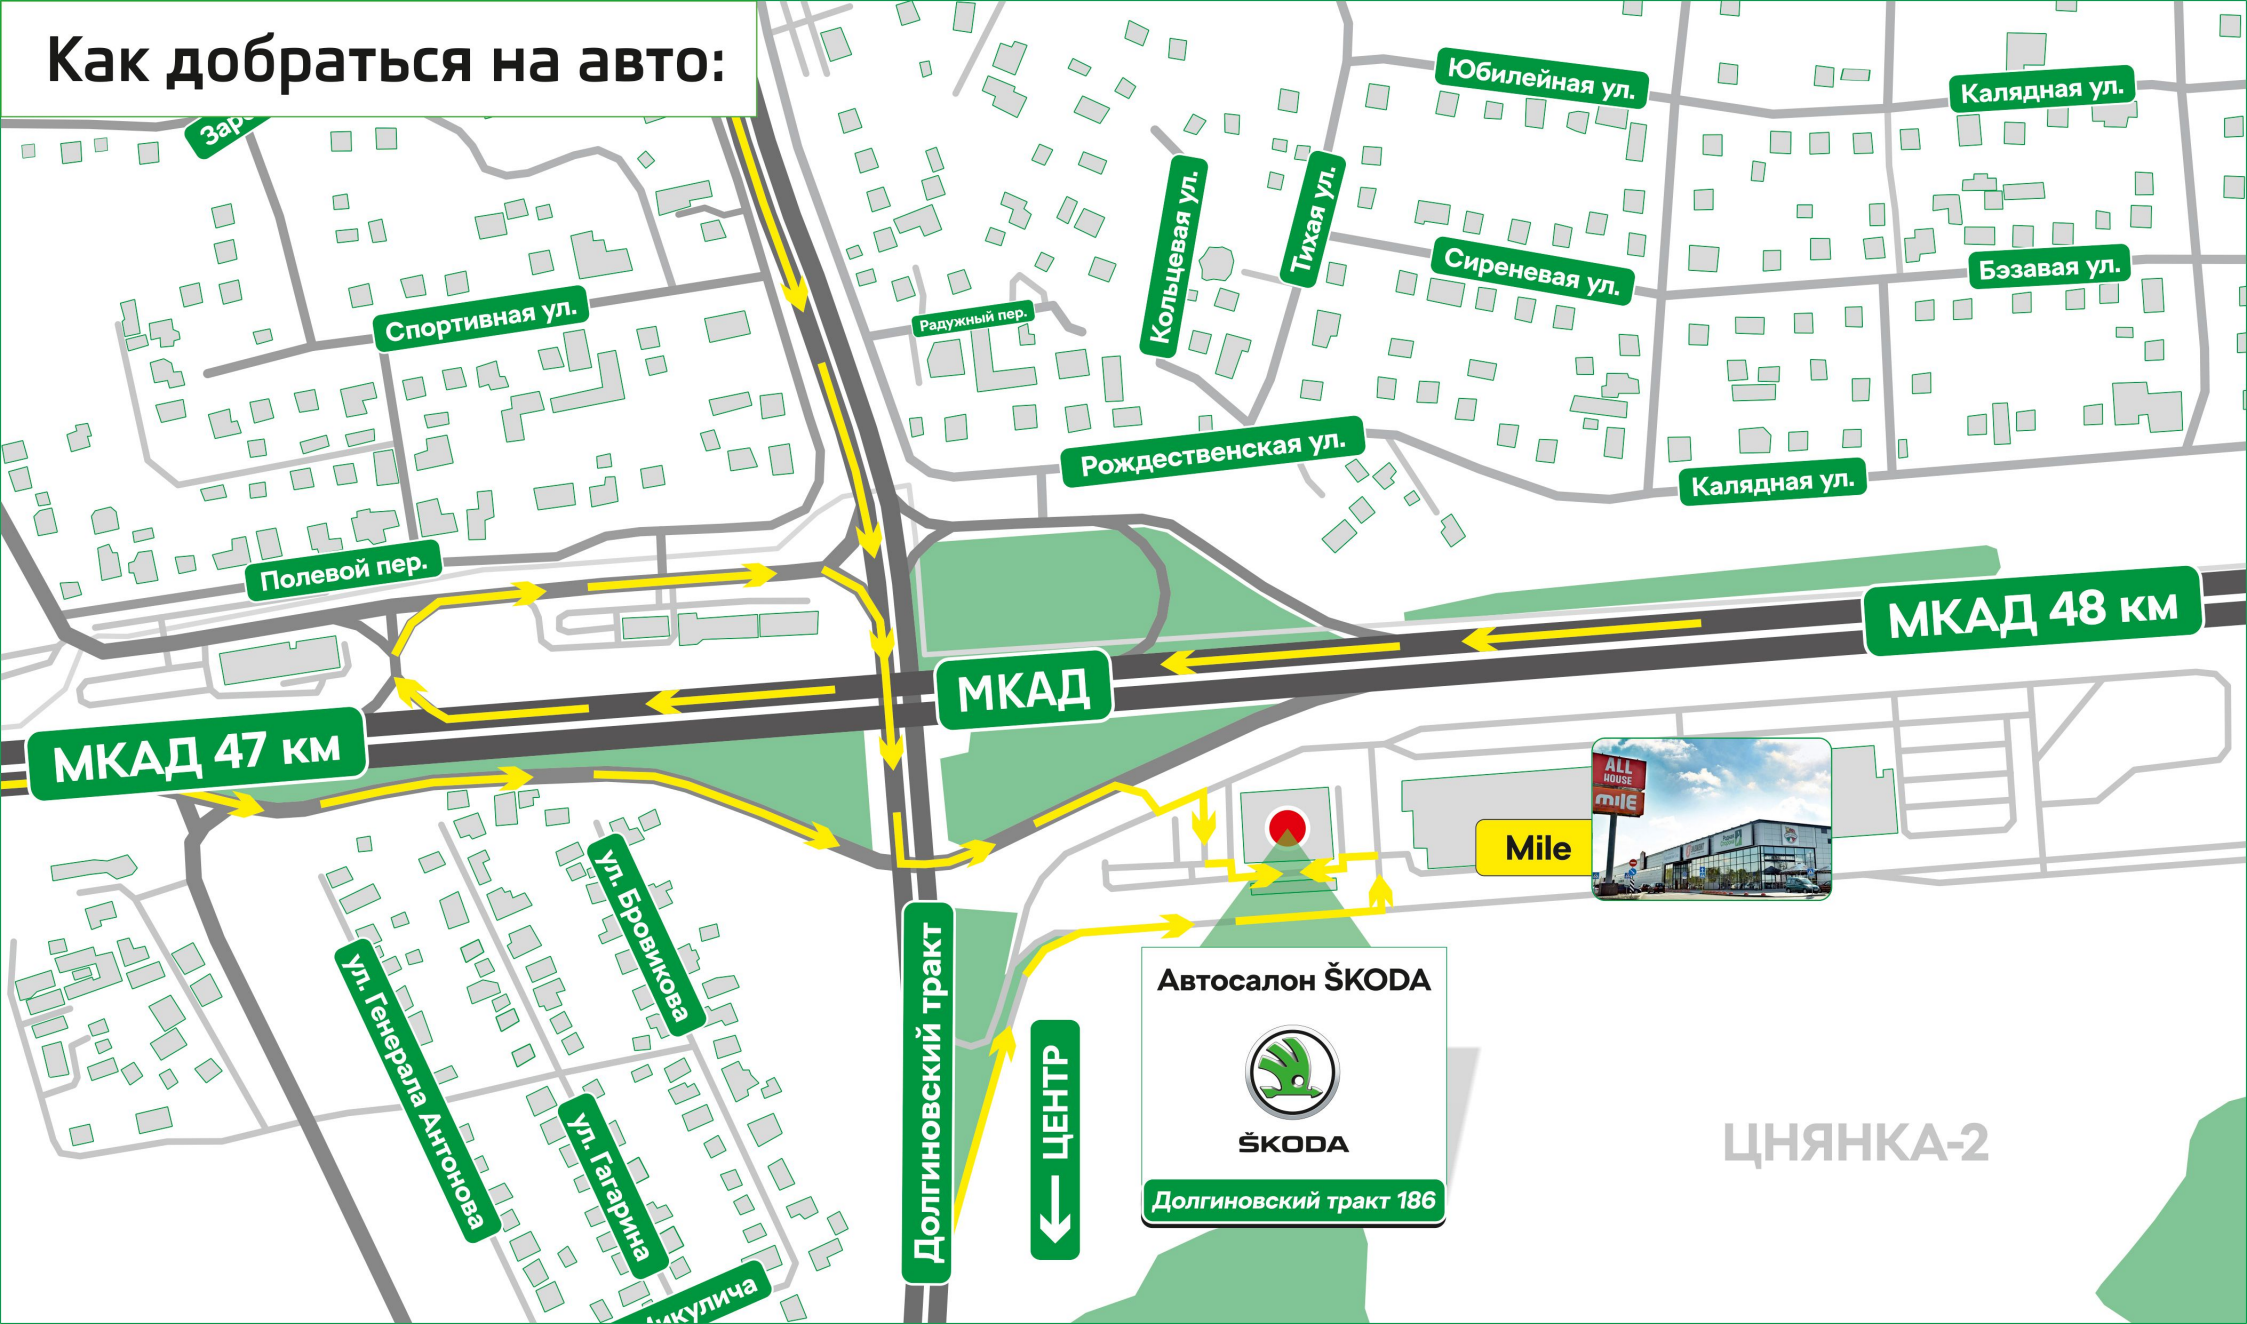 Как добраться на авто:
Юбилейная ул.
Калядная ул.
Кольцевая ул.
Тихая ул.
Сиреневая ул.
Бэзавая ул.
Спортивная ул.
Радужный пер.
Рождественская ул.
Калядная ул.
Полевой пер.
МКАД 48 км
МКАД
МКАД 47 км
ALL
HOUSE
milE
Mile
ул. Бровикова
ул. Генерала Антонова
ул. Гагарина
Долгиновский тракт
ЦЕНТР
Автосалон ŠKODA
ŠKODA
Долгиновский тракт 186
ЦНЯНКА-2